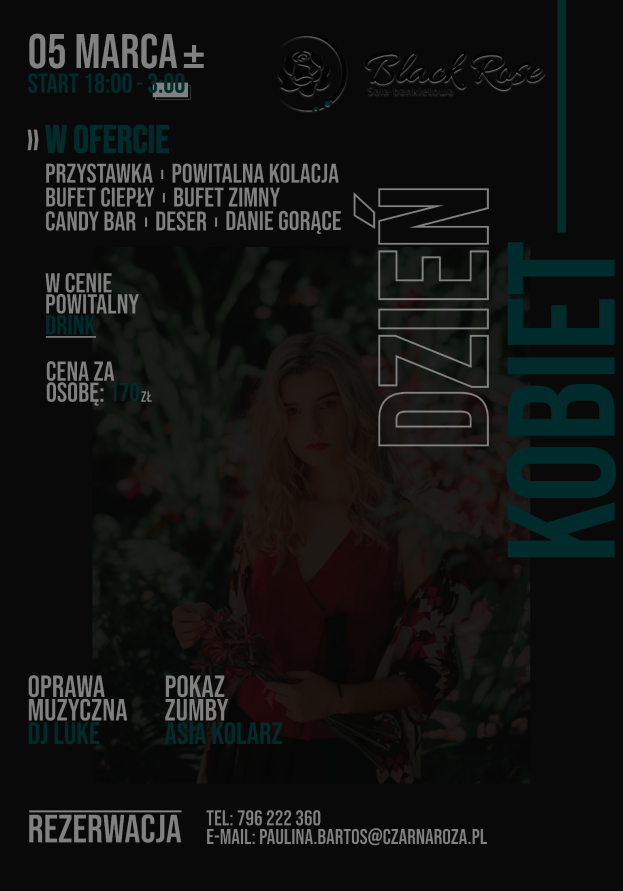 05 MARCA ±
START 18:00 - 3:00
Black Rose
Sala bankietowa
» W OFERCIE
PRZYSTAWKA ı POWITALNA KOLACJA
BUFET CIEPŁY ı BUFET ZIMNY
CANDY BAR ı DESER ı DANIE GORĄCE
DZIEŃ
KOBIET
W CENIE
POWITALNY
DRINK
CENA ZA
OSOBĘ: 170 ZŁ
OPRAWA
MUZYCZNA
DJ LUKE
POKAZ
ZUMBY
ASIA KOLARZ
REZERWACJA
TEL: 796 222 360
E-MAIL: PAULINA.BARTOS@CZARNAROZA.PL